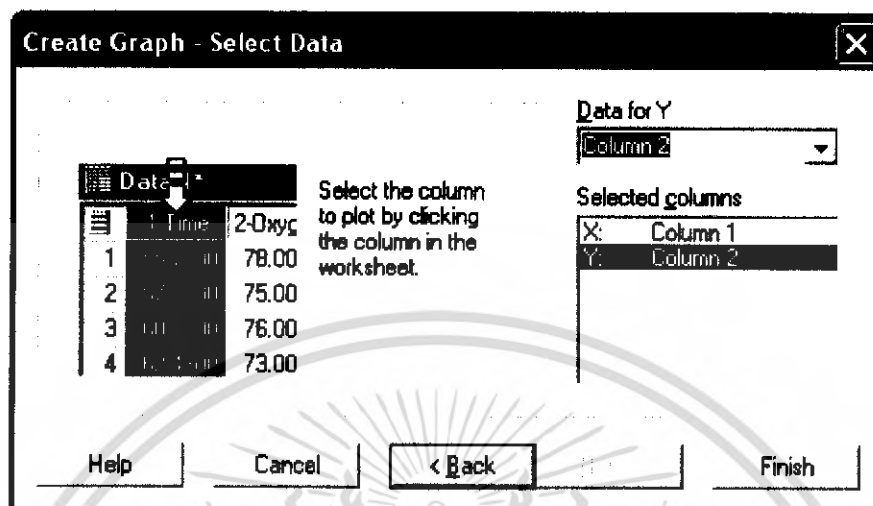 Create Graph - Select Data
Data for Y
Column 2
Data 1*
Select the column
to plot by clicking
the column in the
worksheet.
Selected columns
X: Column 1
Y: Column 2
1-Time 2-Oxyg
1 78.00
2 75.00
3 76.00
4 73.00
Help Cancel < Back Finish